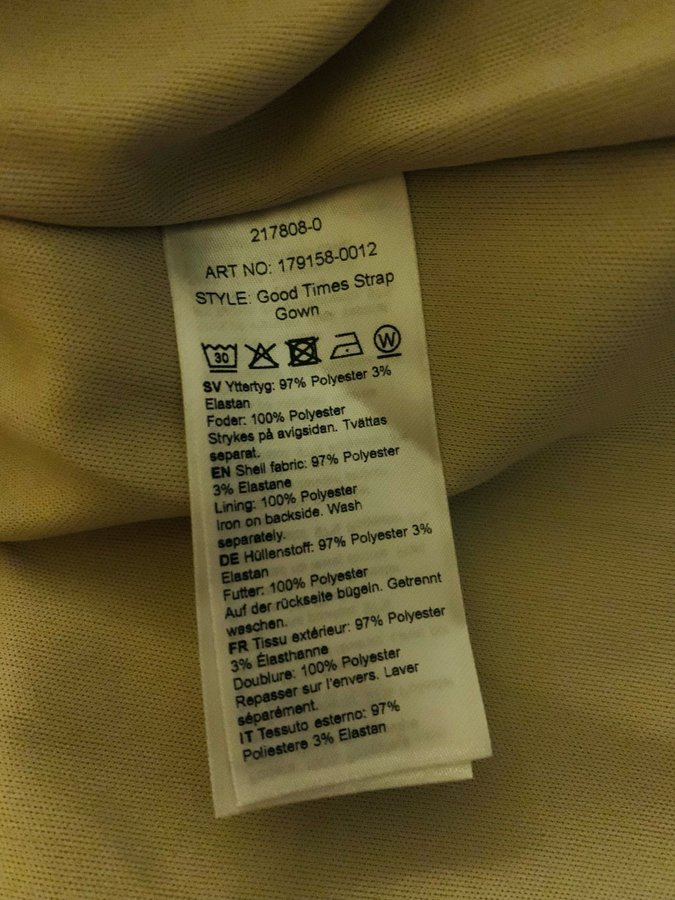 217808-0
ART NO: 179158-0012
STYLE: Good Times Strap
Gown
30
W
SV Yttertyg: 97% Polyester 3%
Elastan
Foder: 100% Polyester
Strykes på avigsidan. Tvättas
separat.
EN Shell fabric: 97% Polyester
3% Elastane
Lining: 100% Polyester
Iron on backside. Wash
separately.
DE Hüllenstoff: 97% Polyester 3%
Elastan
Futter: 100% Polyester
Auf der rückseite bügeln. Getrennt
waschen.
FR Tissu extérieur: 97% Polyester
3% Élasthanne
Doublure: 100% Polyester
Repasser sur l'envers. Laver
séparément.
IT Tessuto esterno: 97%
Poliestere 3% Elastan